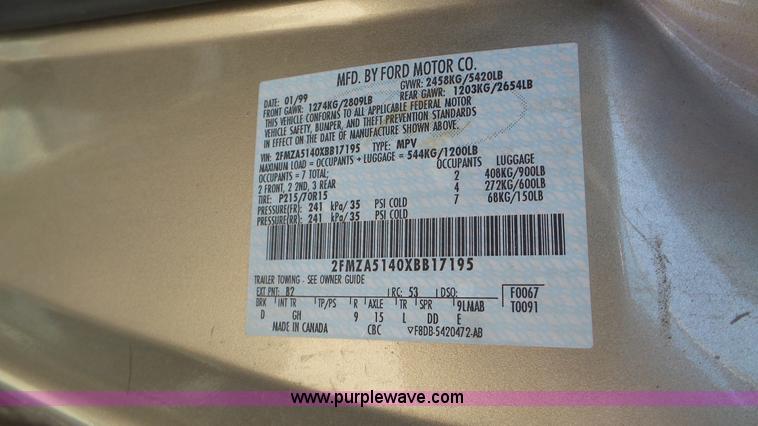 MFD. BY FORD MOTOR CO.
DATE: 01/99 GVWR: 2458KG/5420LB
FRONT GAWR: 1274KG/2809LB REAR GAWR: 1203KG/2654LB
THIS VEHICLE CONFORMS TO ALL APPLICABLE FEDERAL MOTOR
VEHICLE SAFETY, BUMPER, AND THEFT PREVENTION STANDARDS
IN EFFECT ON THE DATE OF MANUFACTURE SHOWN ABOVE.
VIN: 2FMZA5140XBB17195 TYPE: MPV
MAXIMUM LOAD = OCCUPANTS + LUGGAGE = 544KG/1200LB
OCCUPANTS = 7 TOTAL; OCCUPANTS LUGGAGE
2 FRONT, 2 2ND, 3 REAR 2 408KG/900LB
TIRE: P215/70R15 4 272KG/600LB
PRESSURE(FR): 241 kPa/35 PSI COLD 7 68KG/150LB
PRESSURE(RR): 241 kPa/35 PSI COLD
2FMZA5140XBB17195
TRAILER TOWING - SEE OWNER GUIDE
EXT PNT: B2 RC: 53 DSO: F0067
BRK INT TR TP/PS R AXLE TR SPR 9LMAB T0091
D GH 9 15 L DD E
MADE IN CANADA CBC ▽F8DB-5420472-AB
www.purplewave.com